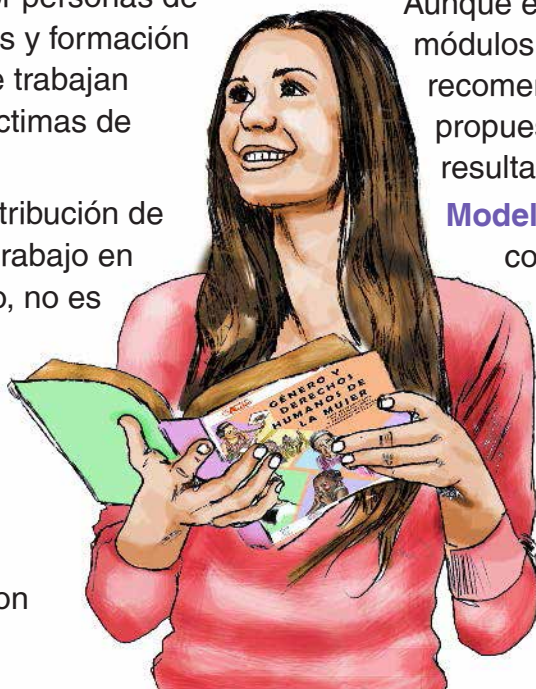 or personas de
s y formación
e trabajan
ctimas de
tribución de
rabajo en
o, no es
on
Aunque e
módulos
recomen
propues
resulta
Model
co
GÉNERO Y
DERECHOS
HUMANOS DE
LA MUJER